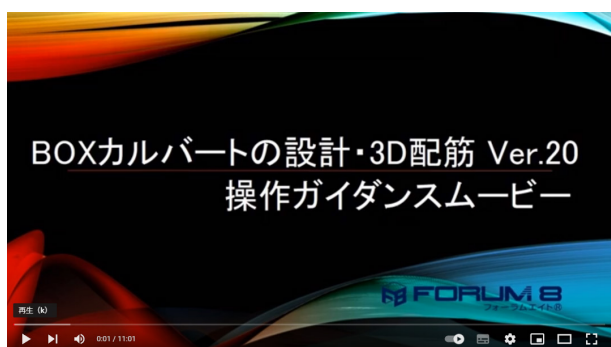 BOXカルバートの設計・3D配筋 Ver.20
操作ガイダンスムービー
FORUM 8
フォーラムエイト®
再生 (k)
0:01 / 11:01